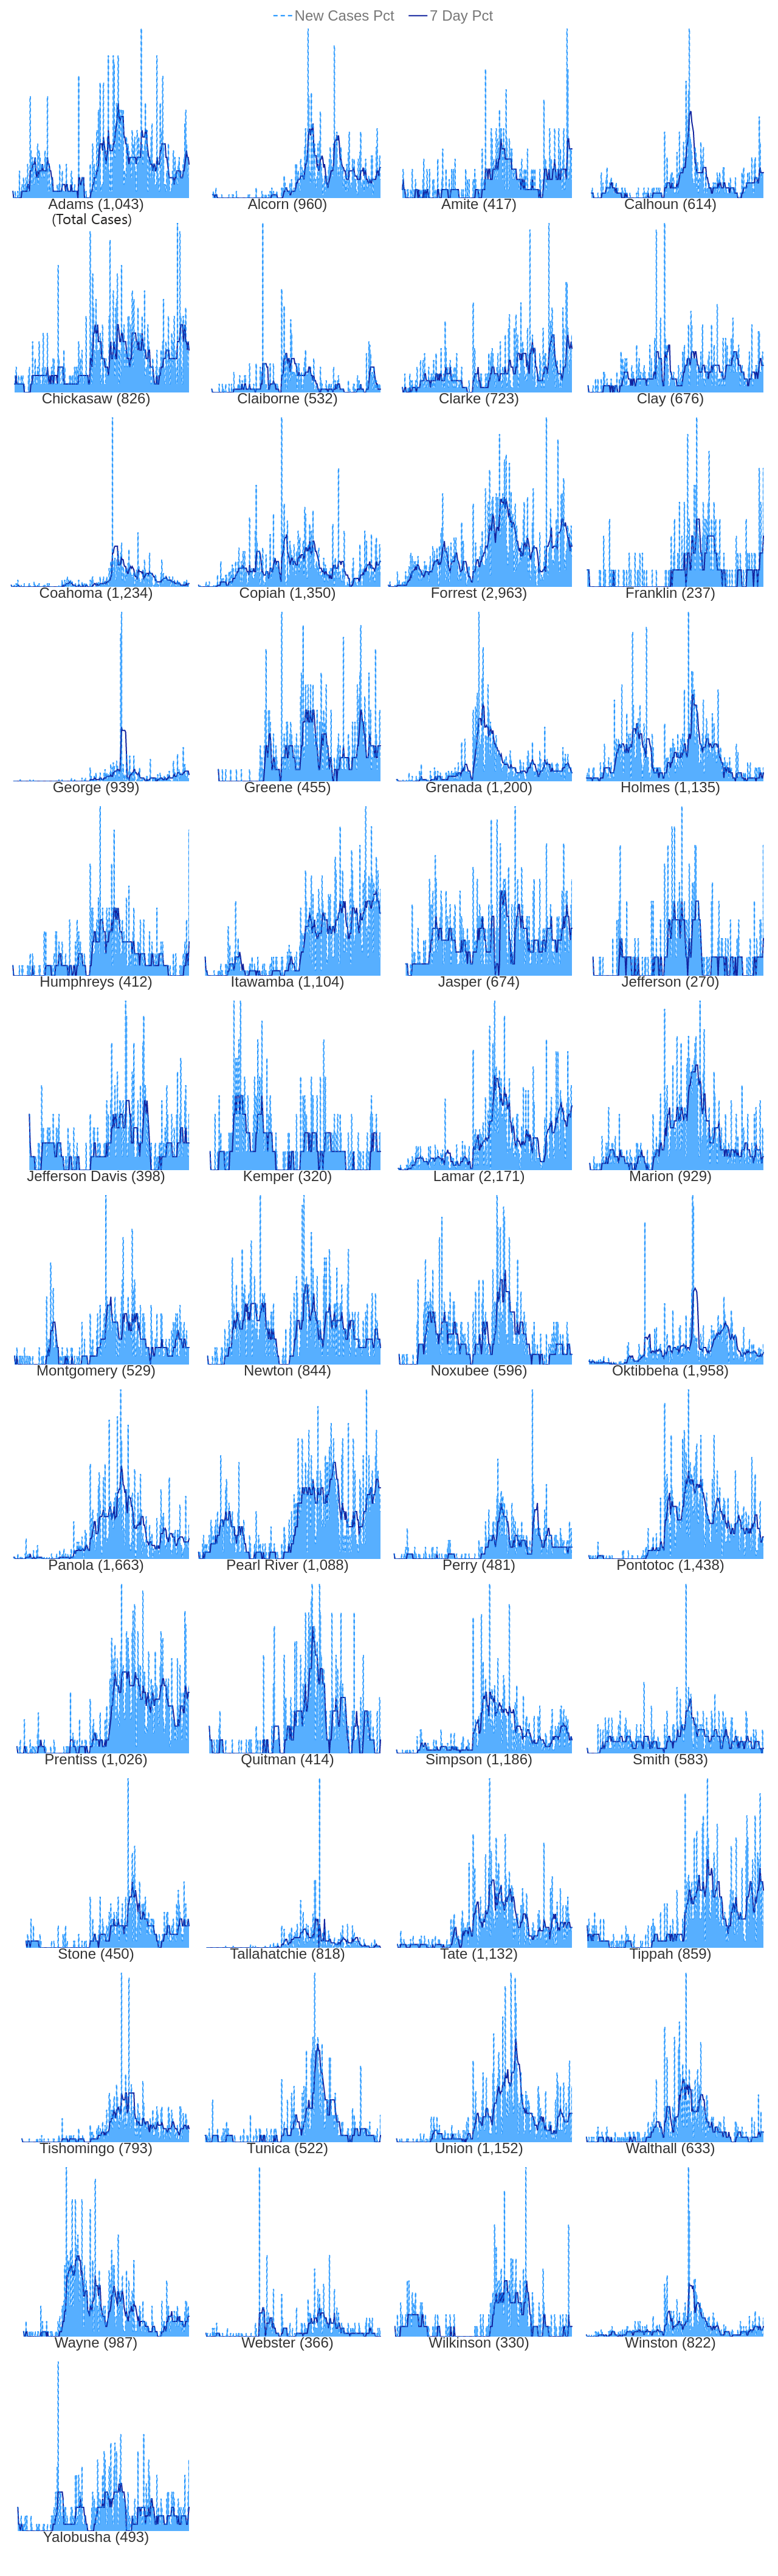 New Cases Pct 7 Day Pct
Adams (1,043) Alcorn (960) Amite (417) Calhoun (614)
(Total Cases)
Chickasaw (826) Claiborne (532) Clarke (723) Clay (676)
Coahoma (1,234) Copiah (1,350) Forrest (2,963) Franklin (237)
George (939) Greene (455) Grenada (1,200) Holmes (1,135)
Humphreys (412) Itawamba (1,104) Jasper (674) Jefferson (270)
Jefferson Davis (398) Kemper (320) Lamar (2,171) Marion (929)
Montgomery (529) Newton (844) Noxubee (596) Oktibbeha (1,958)
Panola (1,663) Pearl River (1,088) Perry (481) Pontotoc (1,438)
Prentiss (1,026) Quitman (414) Simpson (1,186) Smith (583)
Stone (450) Tallahatchie (818) Tate (1,132) Tippah (859)
Tishomingo (793) Tunica (522) Union (1,152) Walthall (633)
Wayne (987) Webster (366) Wilkinson (330) Winston (822)
Yalobusha (493)